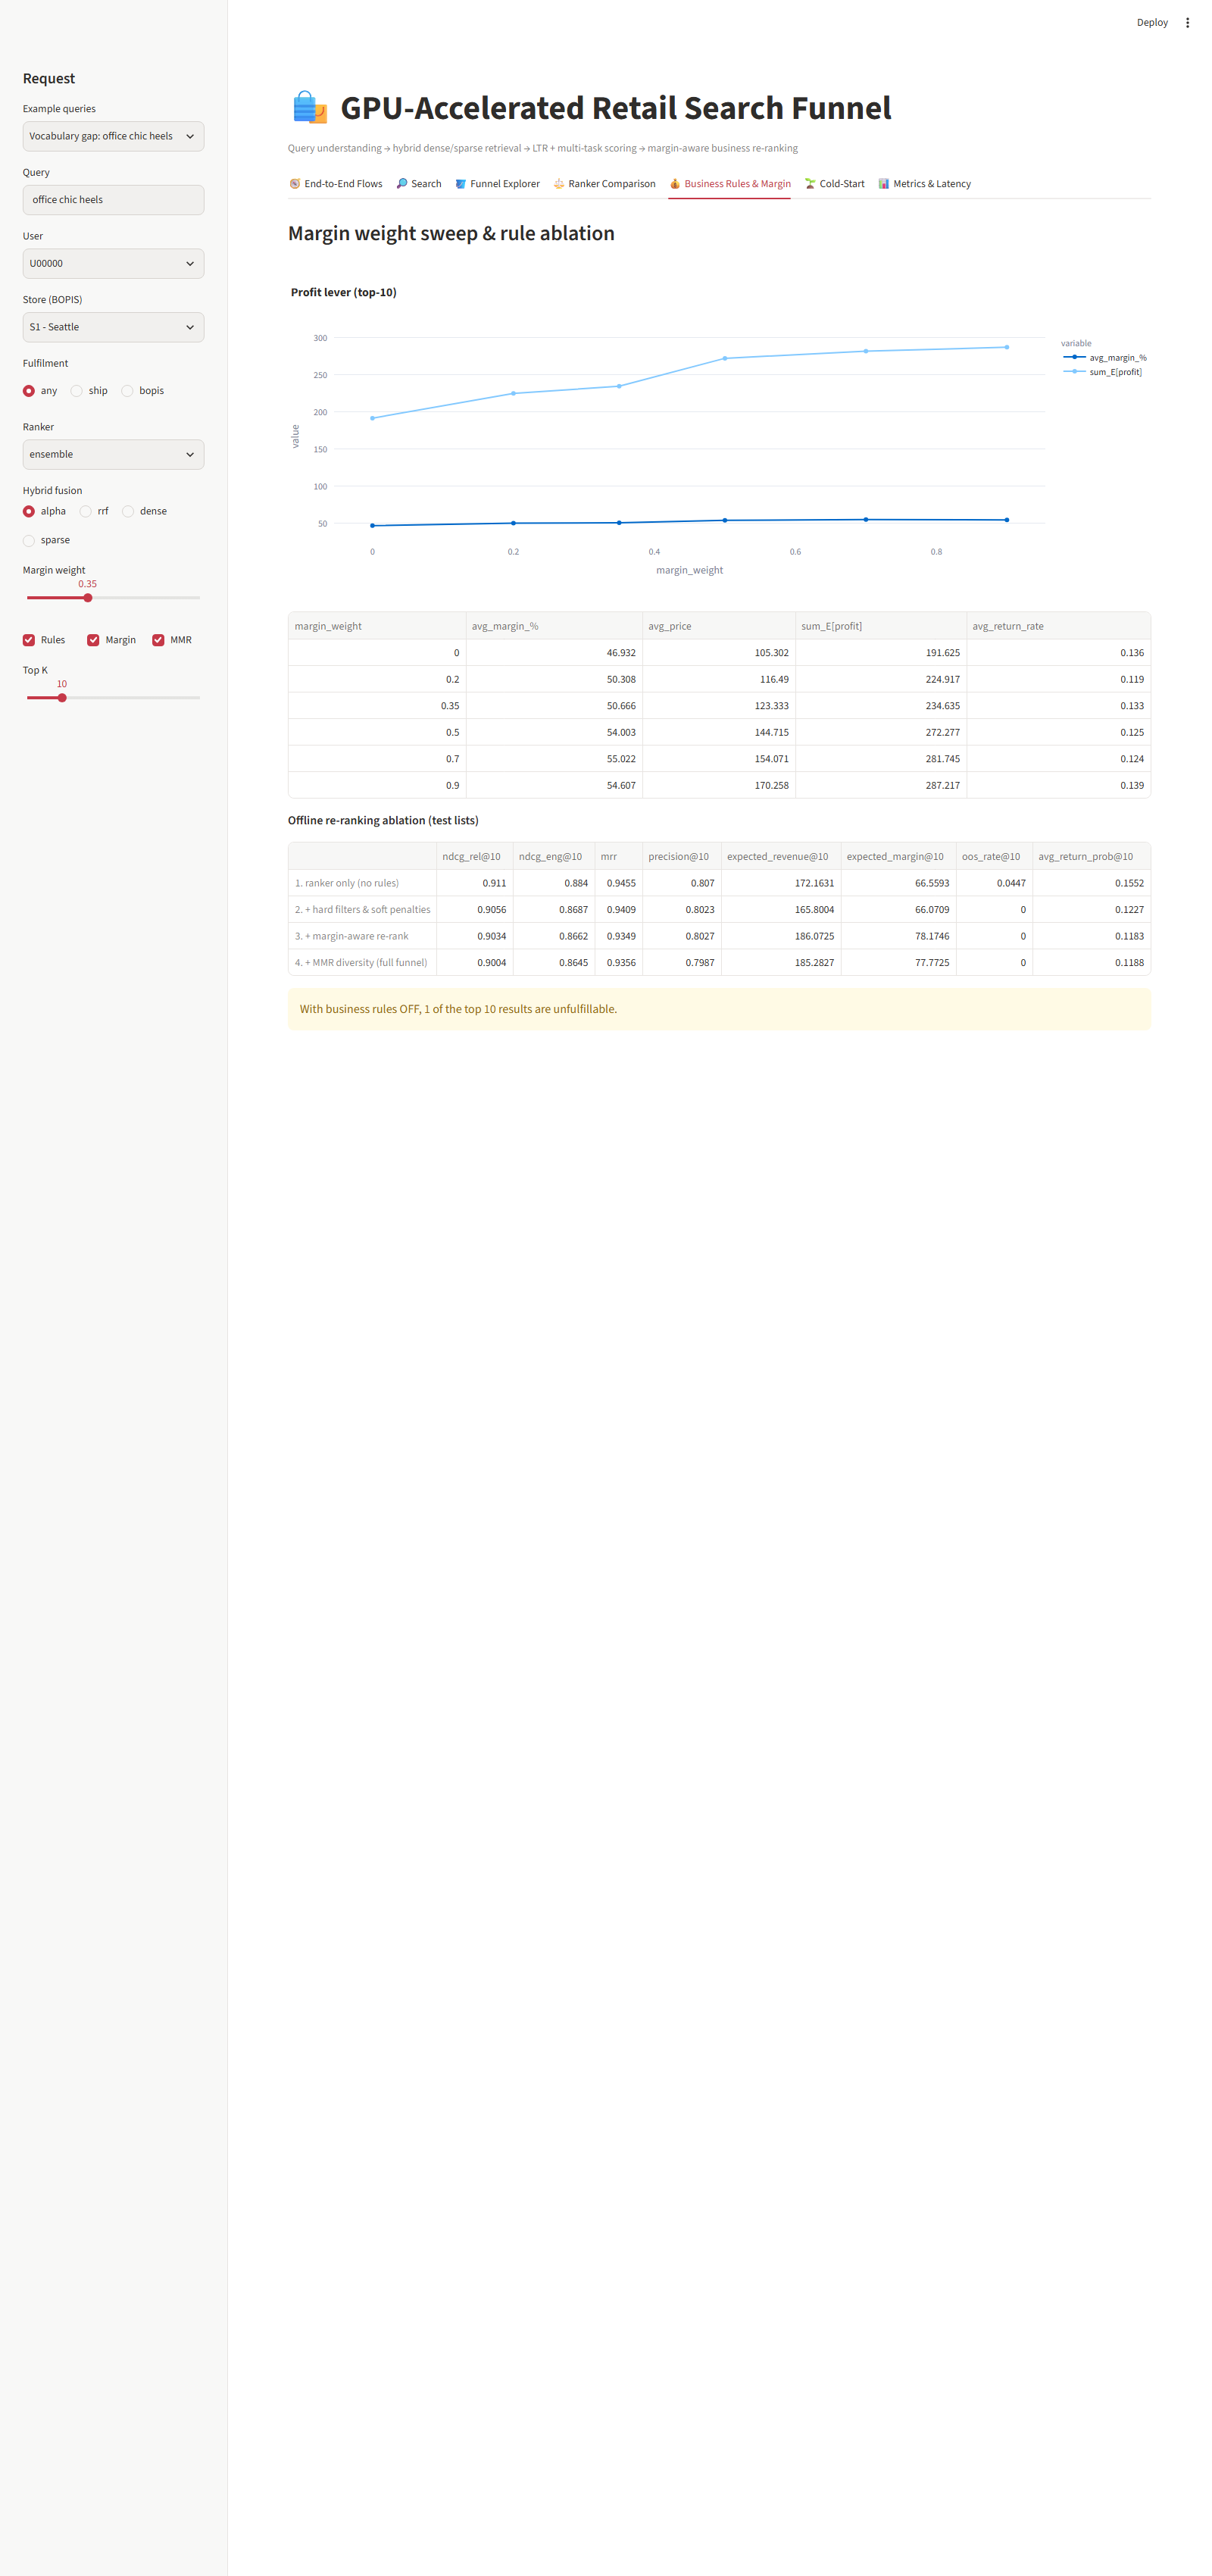 Deploy
Request
Example queries
Vocabulary gap: office chic heels
Query
office chic heels
User
U00000
Store (BOPIS)
S1 - Seattle
Fulfilment
any ship bopis
Ranker
ensemble
Hybrid fusion
alpha rrf dense
sparse
Margin weight
0.35
Rules Margin MMR
Top K
10
GPU-Accelerated Retail Search Funnel
Query understanding → hybrid dense/sparse retrieval → LTR + multi-task scoring → margin-aware business re-ranking
End-to-End Flows Search Funnel Explorer Ranker Comparison Business Rules & Margin Cold-Start Metrics & Latency
Margin weight sweep & rule ablation
Profit lever (top-10)
300
250
200
150
100
50
value
0 0.2 0.4 0.6 0.8
margin_weight
variable
avg_margin_%
sum_E[profit]
margin_weight avg_margin_% avg_price sum_E[profit] avg_return_rate
0 46.932 105.302 191.625 0.136
0.2 50.308 116.49 224.917 0.119
0.35 50.666 123.333 234.635 0.133
0.5 54.003 144.715 272.277 0.125
0.7 55.022 154.071 281.745 0.124
0.9 54.607 170.258 287.217 0.139
Offline re-ranking ablation (test lists)
ndcg_rel@10 ndcg_eng@10 mrr precision@10 expected_revenue@10 expected_margin@10 oos_rate@10 avg_return_prob@10
1. ranker only (no rules) 0.911 0.884 0.9455 0.807 172.1631 66.5593 0.0447 0.1552
2. + hard filters & soft penalties 0.9056 0.8687 0.9409 0.8023 165.8004 66.0709 0 0.1227
3. + margin-aware re-rank 0.9034 0.8662 0.9349 0.8027 186.0725 78.1746 0 0.1183
4. + MMR diversity (full funnel) 0.9004 0.8645 0.9356 0.7987 185.2827 77.7725 0 0.1188
With business rules OFF, 1 of the top 10 results are unfulfillable.